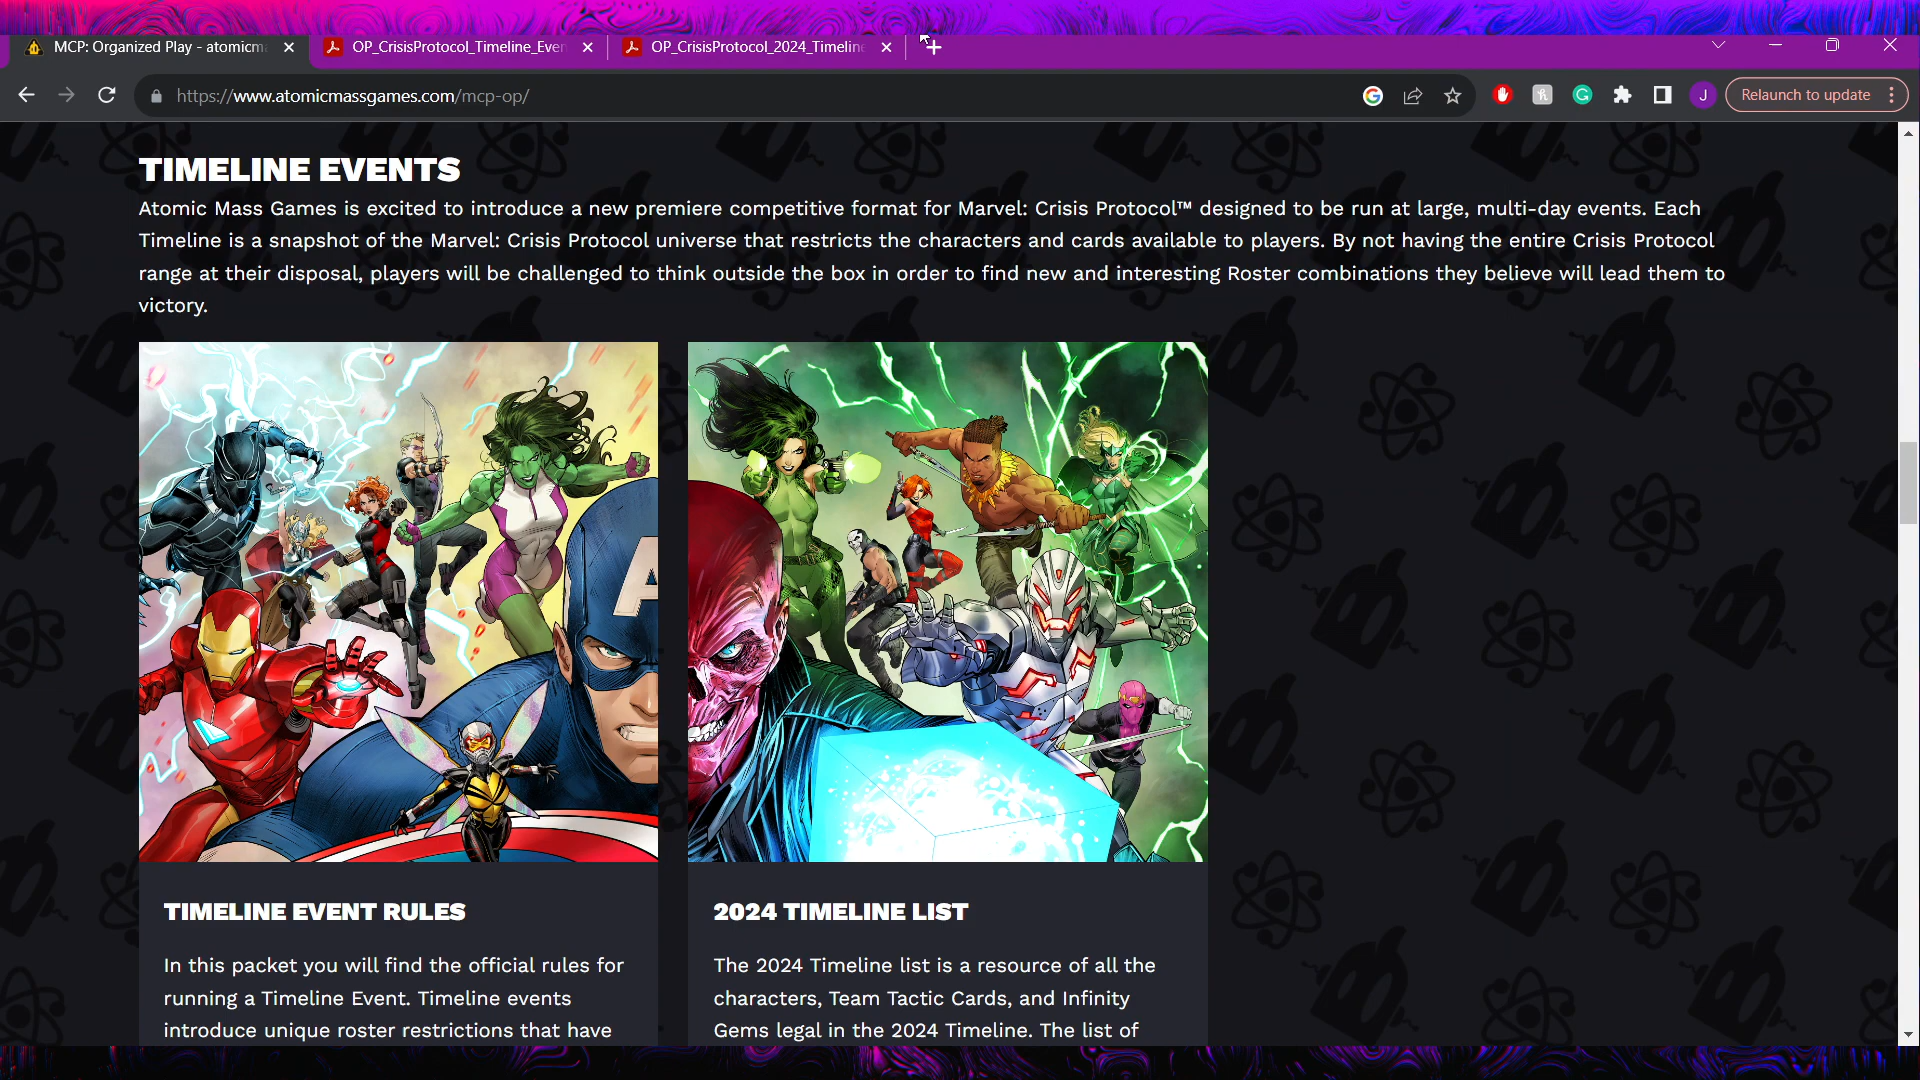 MCP: Organized Play - atomicma
OP_CrisisProtocol_Timeline_Even
OP_CrisisProtocol_2024_Timeline
https://www.atomicmassgames.com/mcp-op/
J
Relaunch to update
TIMELINE EVENTS
Atomic Mass Games is excited to introduce a new premiere competitive format for Marvel: Crisis Protocol™ designed to be run at large, multi-day events. Each
Timeline is a snapshot of the Marvel: Crisis Protocol universe that restricts the characters and cards available to players. By not having the entire Crisis Protocol
range at their disposal, players will be challenged to think outside the box in order to find new and interesting Roster combinations they believe will lead them to
victory.
A
TIMELINE EVENT RULES
In this packet you will find the official rules for
running a Timeline Event. Timeline events
introduce unique roster restrictions that have
2024 TIMELINE LIST
The 2024 Timeline list is a resource of all the
characters, Team Tactic Cards, and Infinity
Gems legal in the 2024 Timeline. The list of